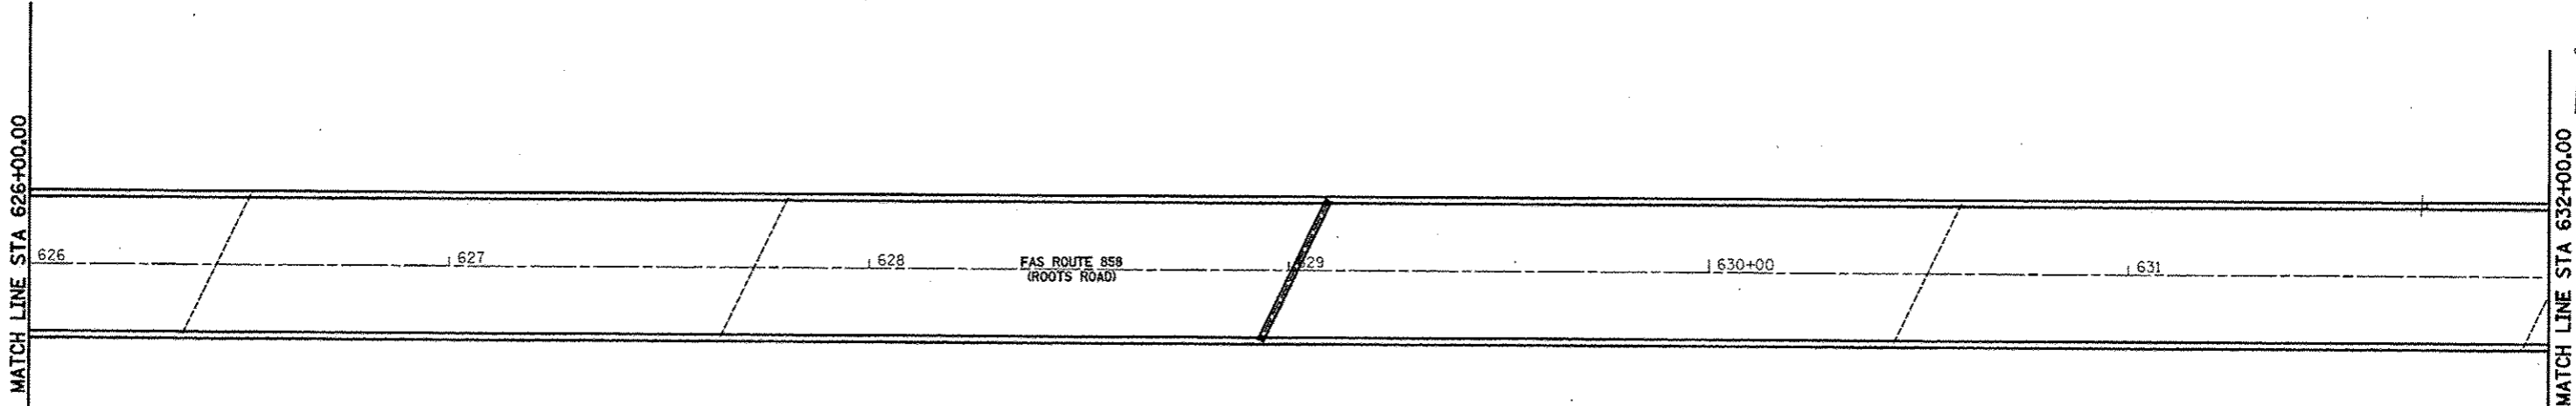 MATCH LINE STA 626+00.00
626
627
628
FAS ROUTE 858
(ROOTS ROAD)
629
630+00
631
MATCH LINE STA 632+00.00